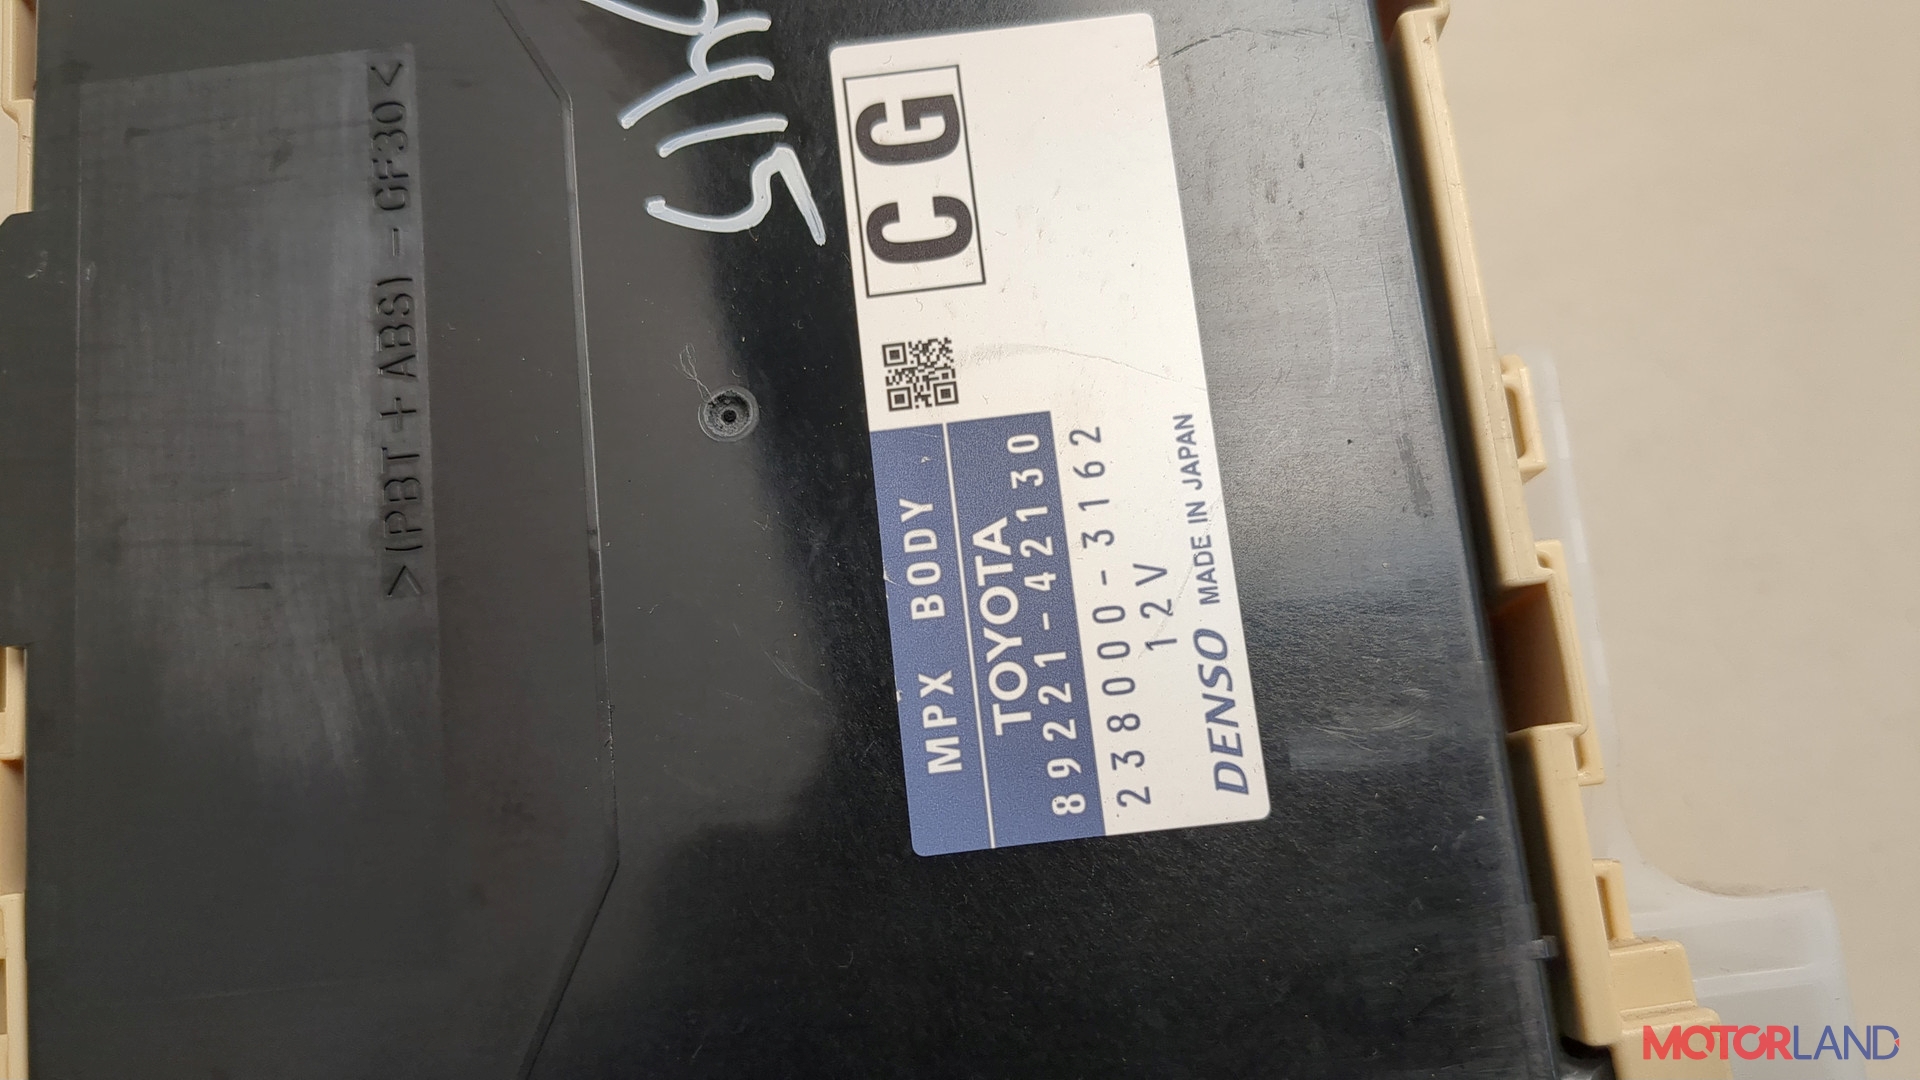 >(PBT+ABS)-GF30<
MPX BODY
TOYOTA
89221-42130
238000-3162
12V
DENSO MADE IN JAPAN
CG
MOTORLAND